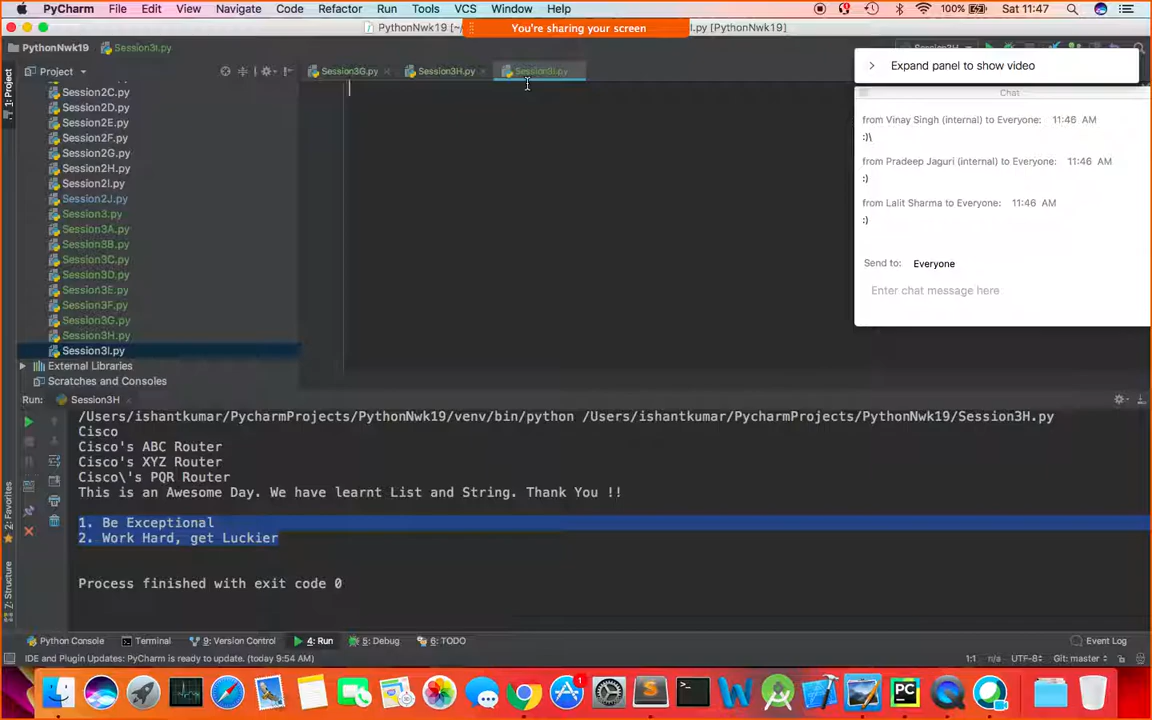 PyCharm File Edit View Navigate Code Refactor Run Tools VCS Window Help 100% Sat 11:47
PythonNwk19 [~ You're sharing your screen I.py [PythonNwk19]
PythonNwk19 Session3I.py
Expand panel to show video
1: Project
Project
Session3G.py Session3H.py Session3I.py
Chat
Session2C.py
Session2D.py
Session2E.py
Session2F.py
Session2G.py
Session2H.py
Session2I.py
Session2J.py
Session3.py
Session3A.py
Session3B.py
Session3C.py
Session3D.py
Session3E.py
Session3F.py
Session3G.py
Session3H.py
Session3I.py
External Libraries
Scratches and Consoles
from Vinay Singh (internal) to Everyone: 11:46 AM
:)\
from Pradeep Jaguri (internal) to Everyone: 11:46 AM
:)
from Lalit Sharma to Everyone: 11:46 AM
:)
Send to: Everyone
Enter chat message here
Run: Session3H
/Users/ishantkumar/PycharmProjects/PythonNwk19/venv/bin/python /Users/ishantkumar/PycharmProjects/PythonNwk19/Session3H.py
Cisco
Cisco's ABC Router
Cisco's XYZ Router
Cisco\'s PQR Router
This is an Awesome Day. We have learnt List and String. Thank You !!
1. Be Exceptional
2. Work Hard, get Luckier
Process finished with exit code 0
2: Favorites
7: Structure
Python Console Terminal 9: Version Control 4: Run 5: Debug 6: TODO Event Log
IDE and Plugin Updates: PyCharm is ready to update. (today 9:54 AM) 1:1 n/a UTF-8 Git: master